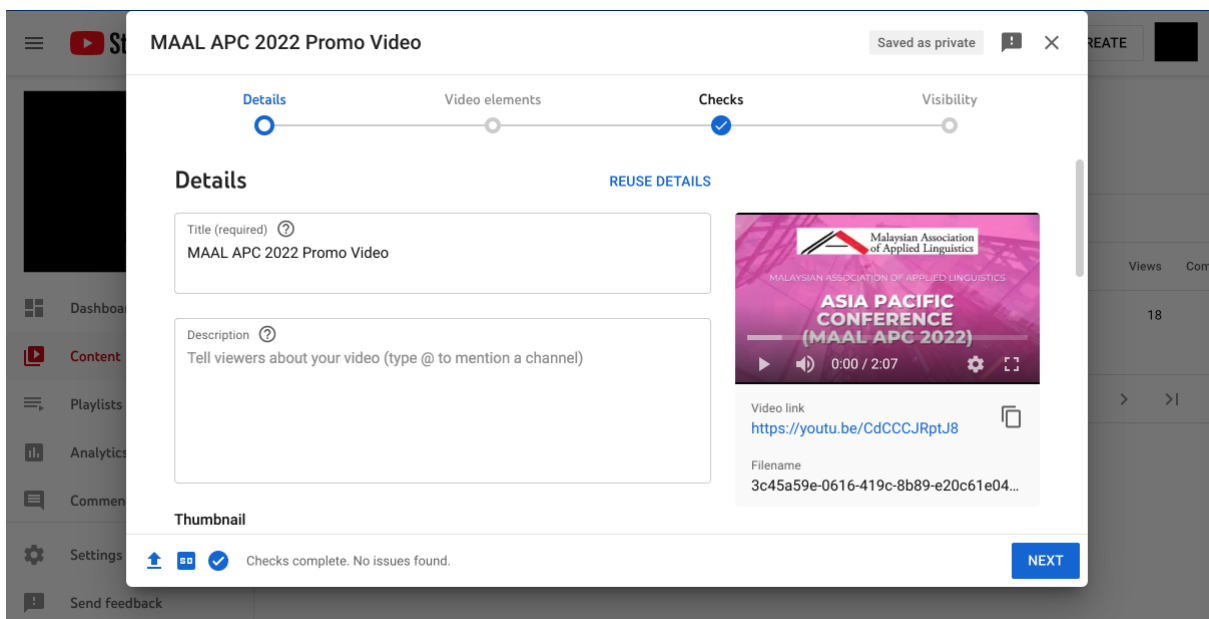 St
MAAL APC 2022 Promo Video
Saved as private
REATE
Details
Video elements
Checks
Visibility
Details
REUSE DETAILS
Title (required)
MAAL APC 2022 Promo Video
Description
Tell viewers about your video (type @ to mention a channel)
Malaysian Association
of Applied Linguistics
MALAYSIAN ASSOCIATION OF APPLIED LINGUISTICS
ASIA PACIFIC
CONFERENCE
(MAAL APC 2022)
0:00 / 2:07
Video link
https://youtu.be/CdCCCJRptJ8
Filename
3c45a59e-0616-419c-8b89-e20c61e04...
Thumbnail
SD
Checks complete. No issues found.
NEXT
Dashboa
Content
Playlists
Analytics
Commen
Settings
Send feedback
Views
Com
18